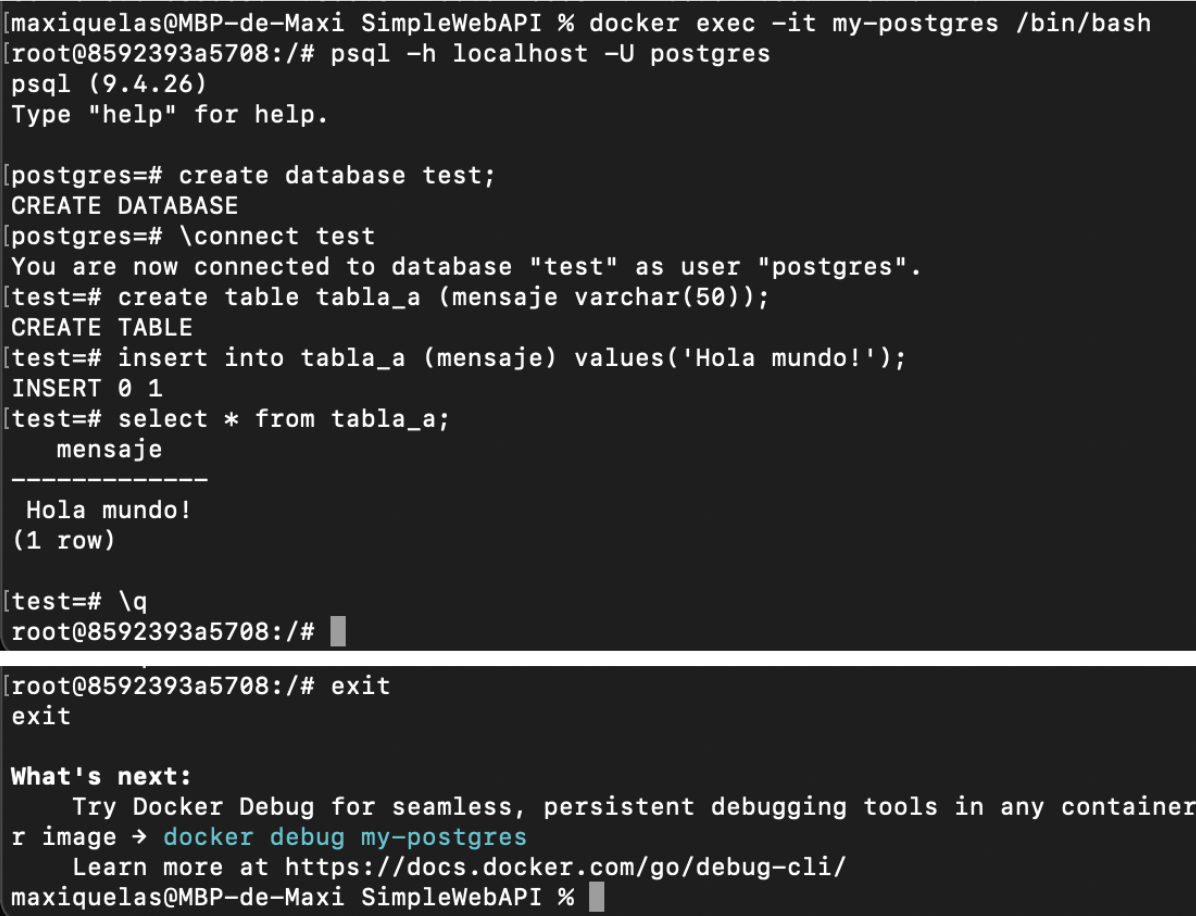 [maxiquelas@MBP-de-Maxi SimpleWebAPI % docker exec -it my-postgres /bin/bash
[root@8592393a5708:/# psql -h localhost -U postgres
psql (9.4.26)
Type "help" for help.
[postgres=# create database test;
CREATE DATABASE
[postgres=# \connect test
You are now connected to database "test" as user "postgres".
[test=# create table tabla_a (mensaje varchar(50));
CREATE TABLE
[test=# insert into tabla_a (mensaje) values('Hola mundo!');
INSERT 0 1
[test=# select * from tabla_a;
mensaje
-------------
Hola mundo!
(1 row)
[test=# \q
root@8592393a5708:/#
[root@8592393a5708:/# exit
exit
What's next:
Try Docker Debug for seamless, persistent debugging tools in any container
r image → docker debug my-postgres
Learn more at https://docs.docker.com/go/debug-cli/
maxiquelas@MBP-de-Maxi SimpleWebAPI %